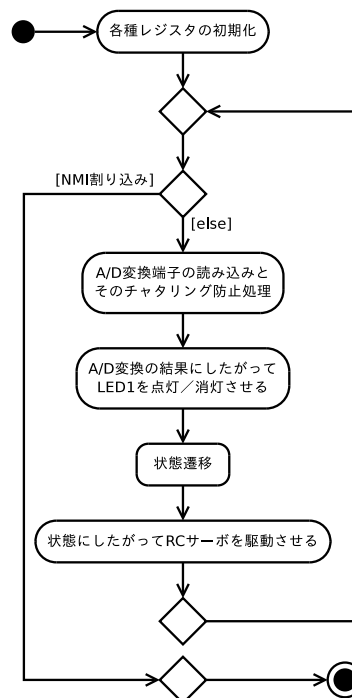 各種レジスタの初期化
[NMI割り込み]
[else]
A/D変換端子の読み込みと
そのチャタリング防止処理
A/D変換の結果にしたがって
LED1を点灯／消灯させる
状態遷移
状態にしたがってRCサーボを駆動させる